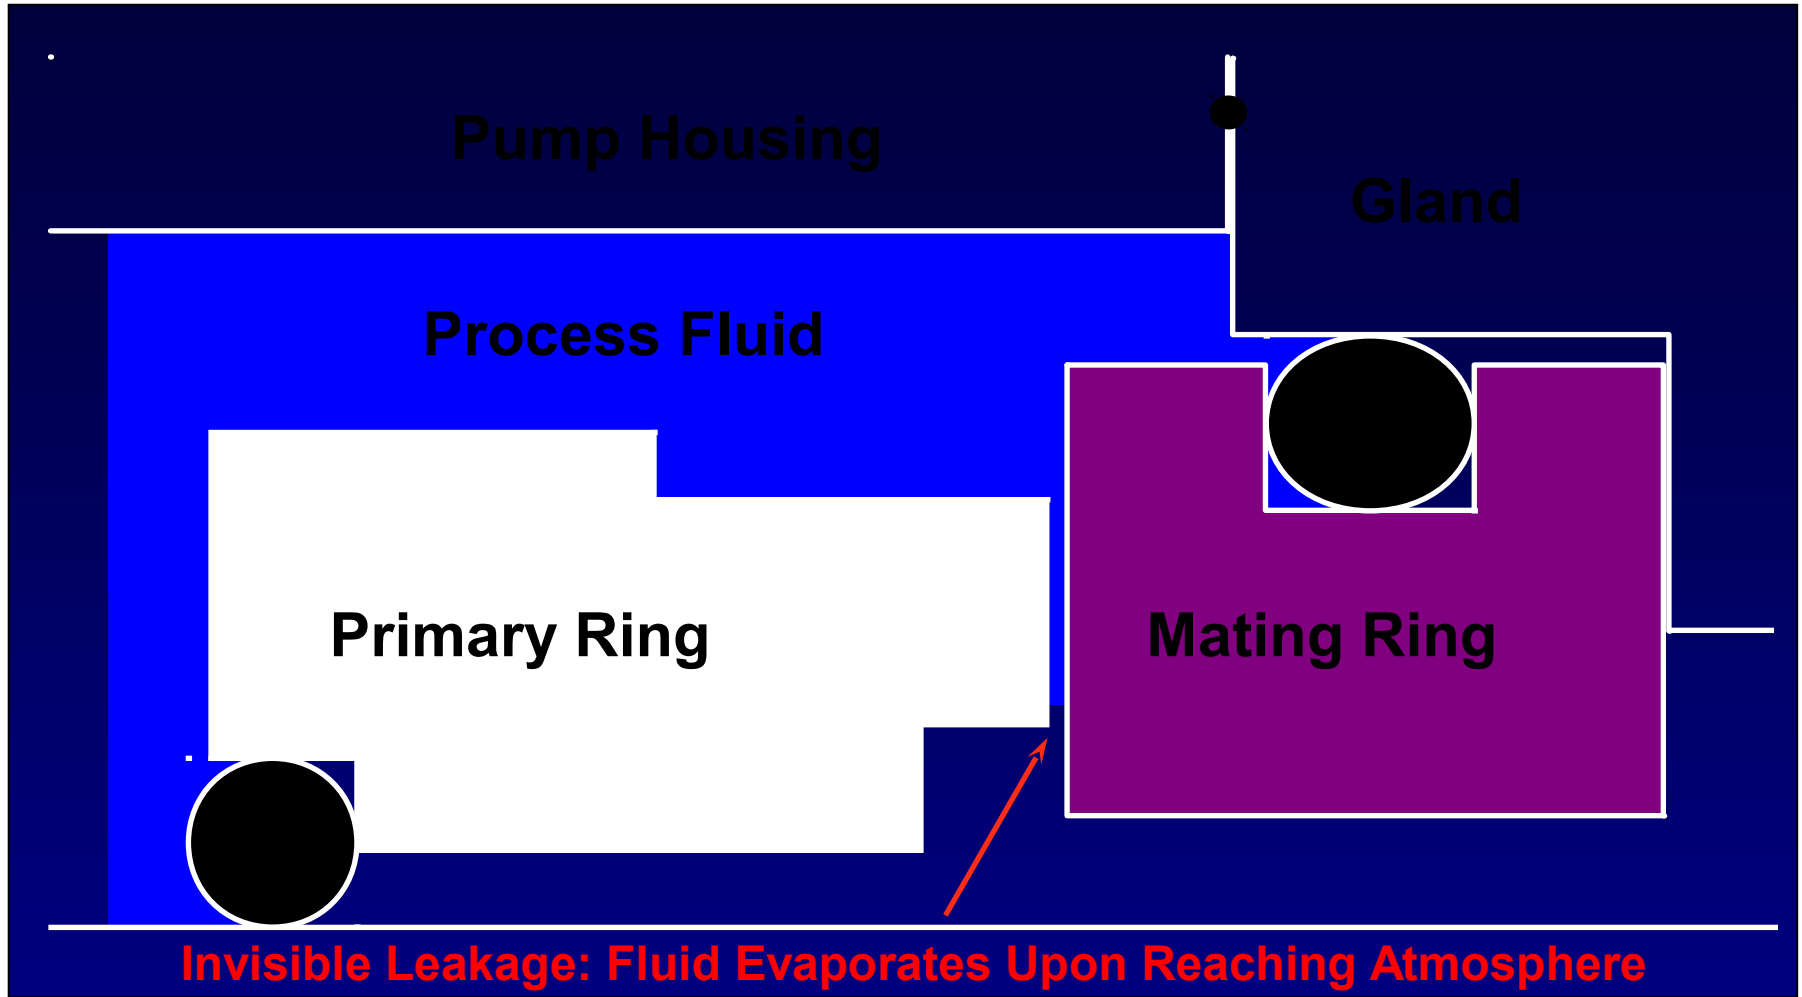 Pump Housing
Gland
Process Fluid
Primary Ring
Mating Ring
Invisible Leakage: Fluid Evaporates Upon Reaching Atmosphere